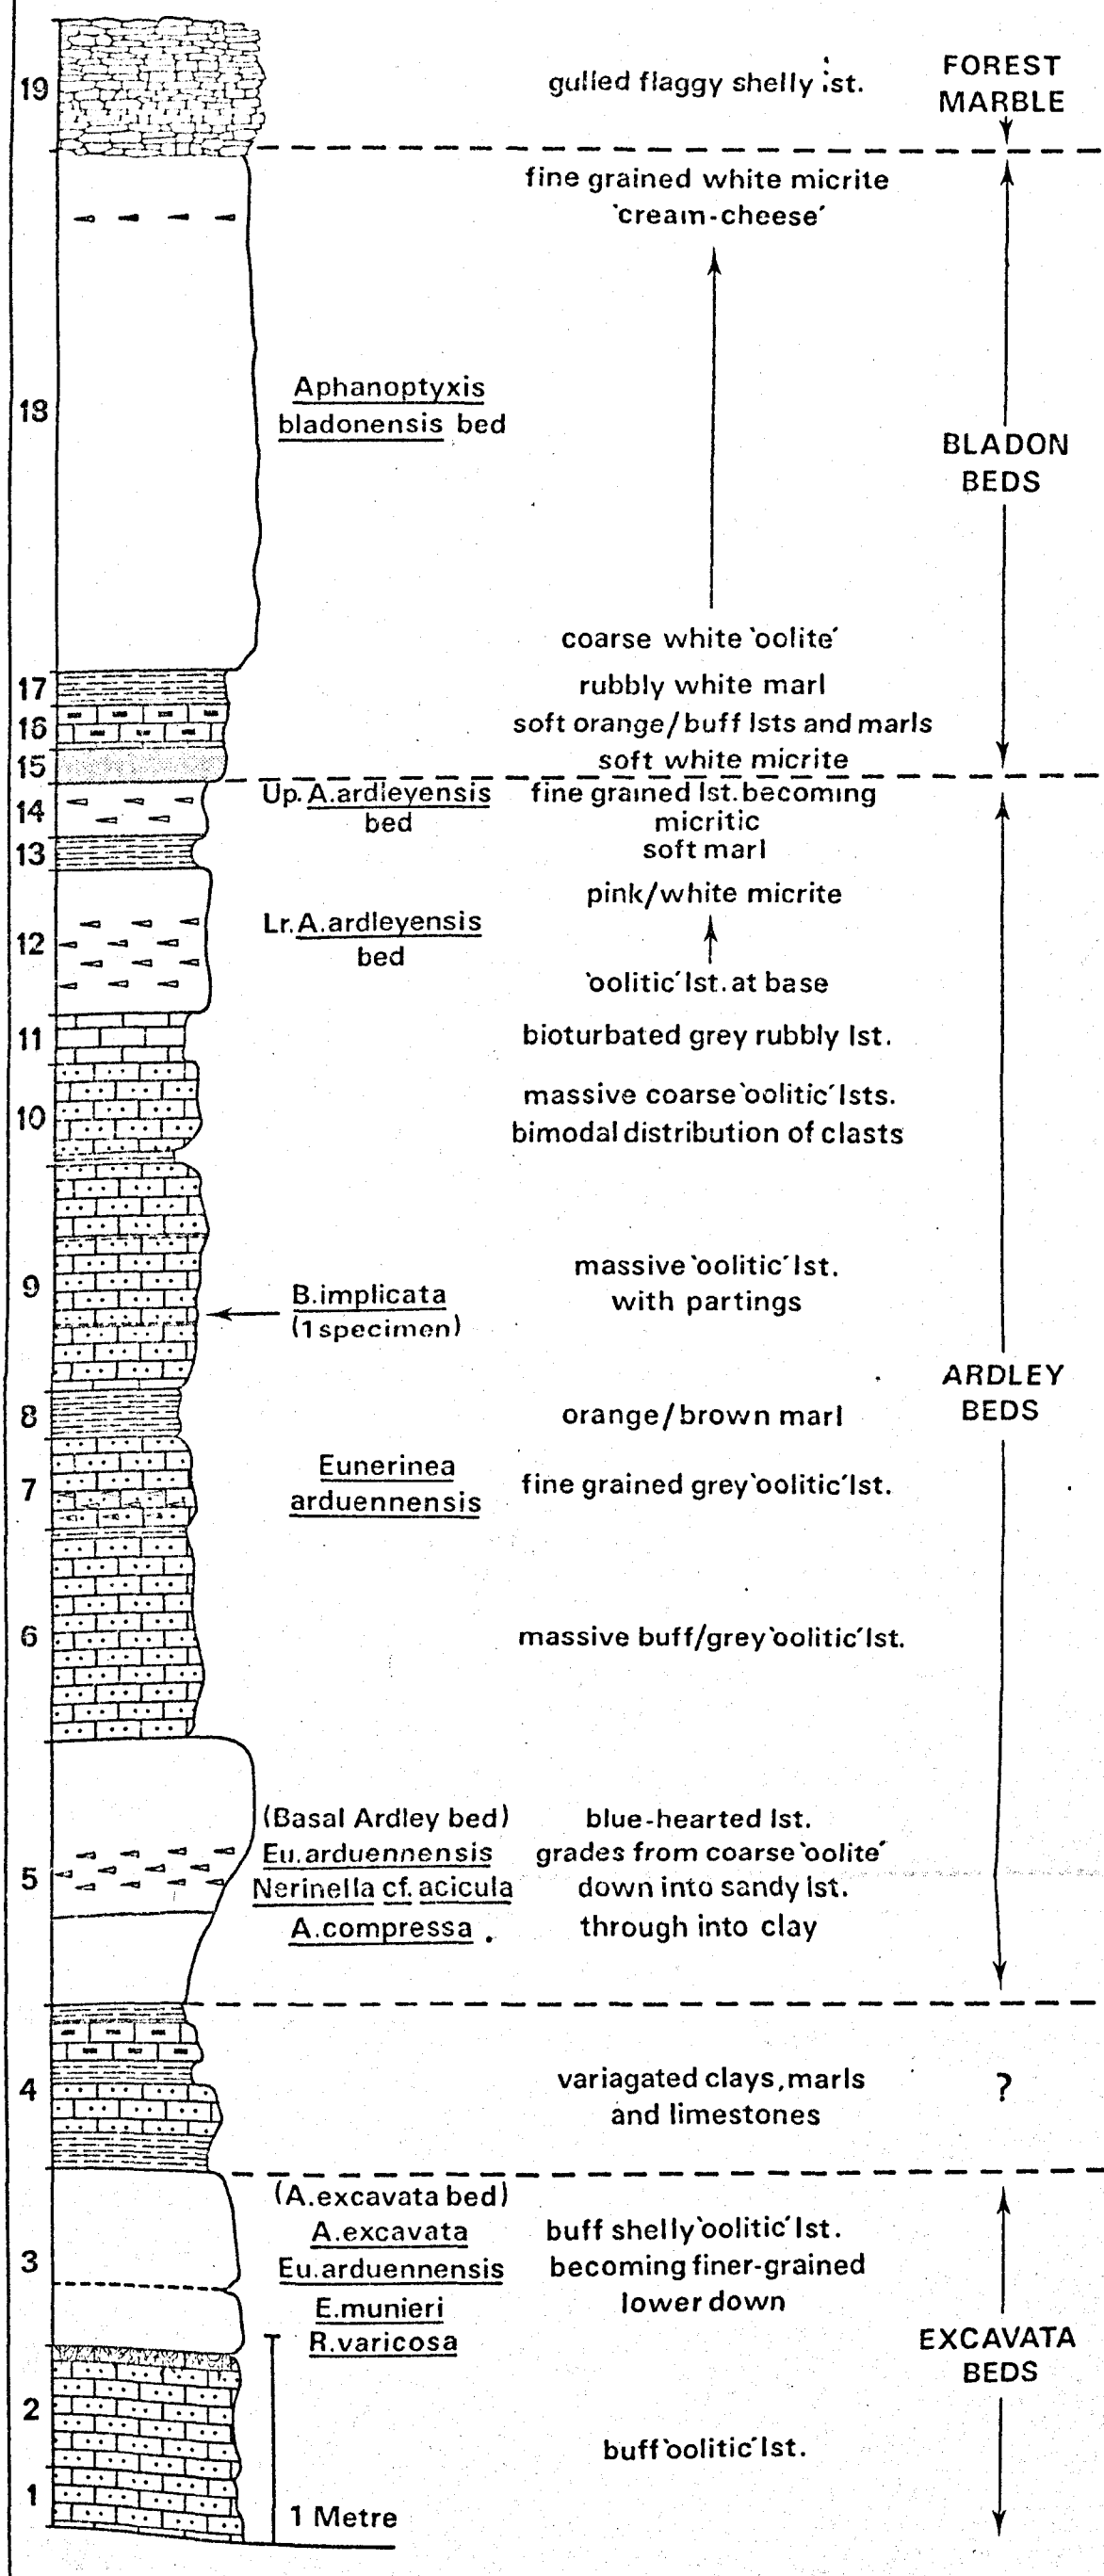 19
gulled flaggy shelly lst.
FOREST
MARBLE
fine grained white micrite
‘cream-cheese’
18
Aphanoptyxis
bladonensis bed
BLADON
BEDS
coarse white ‘oolite’
17
rubbly white marl
16
soft orange/buff lsts and marls
15
soft white micrite
14
Up. A.ardleyensis
bed
fine grained lst. becoming
micritic
13
soft marl
pink/white micrite
12
Lr. A.ardleyensis
bed
‘oolitic’ lst. at base
11
bioturbated grey rubbly lst.
10
massive coarse ‘oolitic’ lsts.
bimodal distribution of clasts
9
B.implicata
(1 specimen)
massive ‘oolitic’ lst.
with partings
ARDLEY
BEDS
8
orange/brown marl
7
Eunerinea
arduennensis
fine grained grey ‘oolitic’ lst.
6
massive buff/grey ‘oolitic’ lst.
5
(Basal Ardley bed)
Eu.arduennensis
Nerinella cf. acicula
A.compressa.
blue-hearted lst.
grades from coarse ‘oolite’
down into sandy lst.
through into clay
4
variagated clays, marls
and limestones
?
3
(A.excavata bed)
A.excavata
Eu.arduennensis
E.munieri
R.varicosa
buff shelly ‘oolitic’ lst.
becoming finer-grained
lower down
EXCAVATA
BEDS
2
buff ‘oolitic’ lst.
1
1 Metre